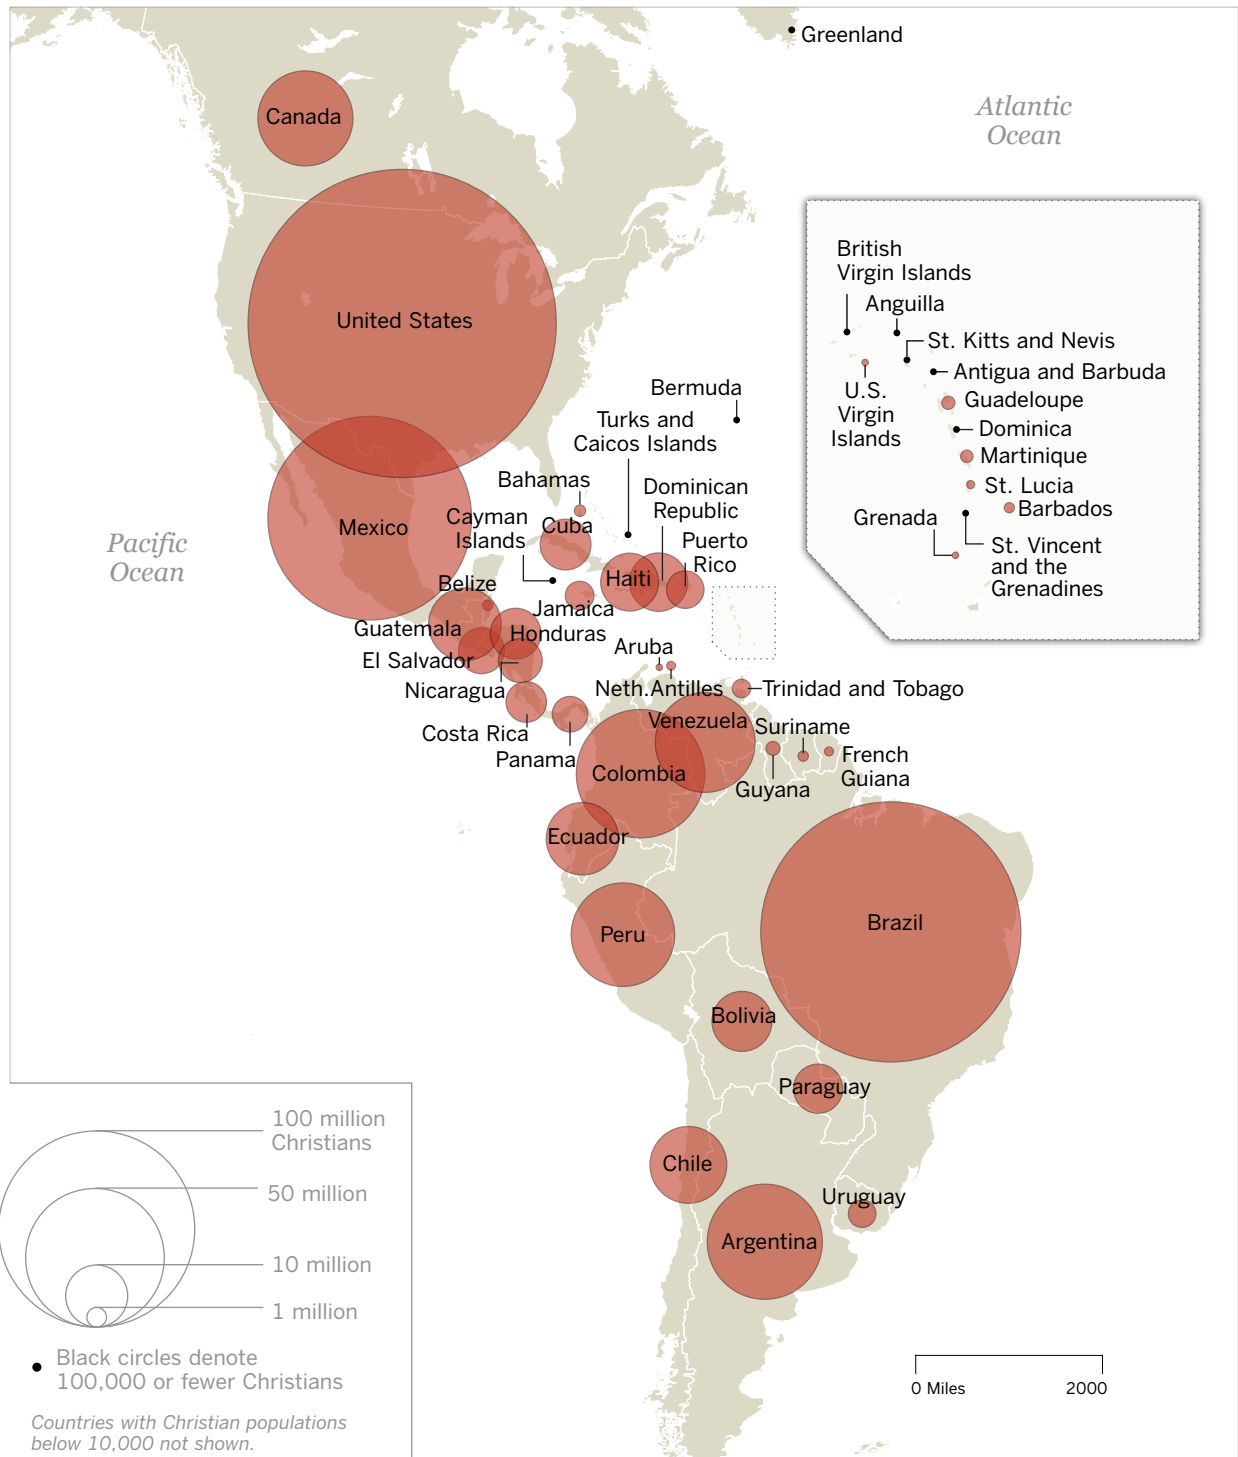 Greenland
Atlantic
Ocean
Canada
United States
British
Virgin Islands
Anguilla
St. Kitts and Nevis
Antigua and Barbuda
U.S.
Virgin
Islands
Guadeloupe
Dominica
Martinique
St. Lucia
Barbados
Grenada
St. Vincent
and the
Grenadines
Bermuda
Turks and
Caicos Islands
Bahamas
Dominican
Republic
Cayman
Islands
Cuba
Mexico
Puerto
Rico
Pacific
Ocean
Haiti
Belize
Jamaica
Guatemala
Honduras
El Salvador
Aruba
Nicaragua
Neth.Antilles
Trinidad and Tobago
Costa Rica
Venezuela
Suriname
Panama
French
Guiana
Colombia
Guyana
Ecuador
Brazil
Peru
Bolivia
Paraguay
Chile
Uruguay
Argentina
100 million
Christians
50 million
10 million
1 million
Black circles denote
100,000 or fewer Christians
Countries with Christian populations
below 10,000 not shown.
0 Miles 2000